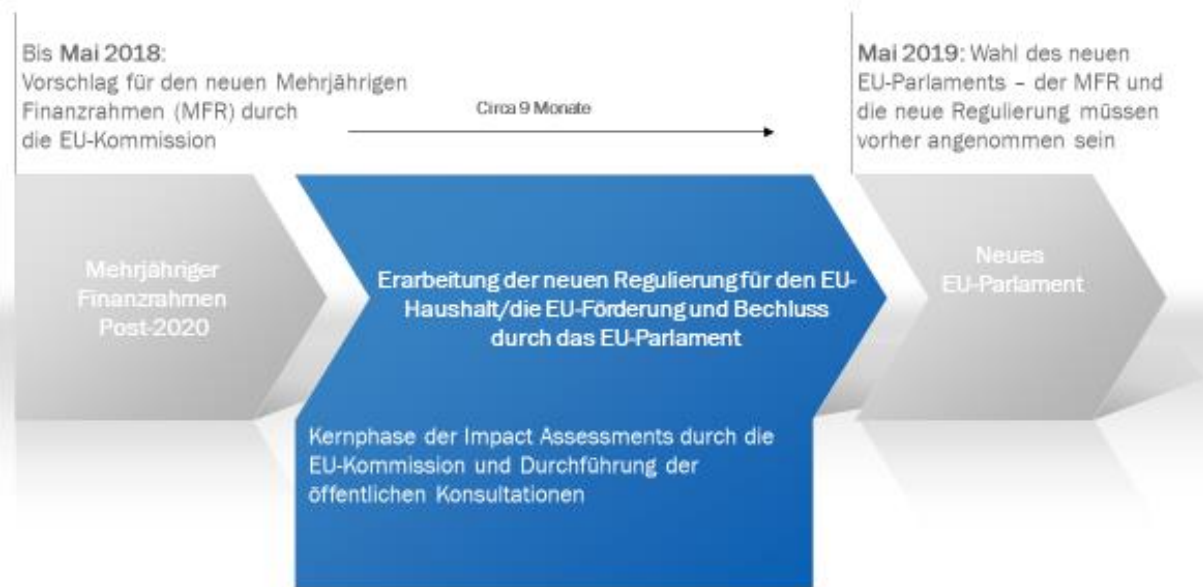 Bis Mai 2018:
Vorschlag für den neuen Mehrjährigen
Finanzrahmen (MFR) durch
die EU-Kommission
Circa 9 Monate
Mai 2019: Wahl des neuen
EU-Parlaments – der MFR und
die neue Regulierung müssen
vorher angenommen sein
Mehrjähriger
Finanzrahmen
Post-2020
Erarbeitung der neuen Regulierung für den EU-
Haushalt/die EU-Förderung und Bechluss
durch das EU-Parlament
Kernphase der Impact Assessments durch die
EU-Kommission und Durchführung der
öffentlichen Konsultationen
Neues
EU-Parlament